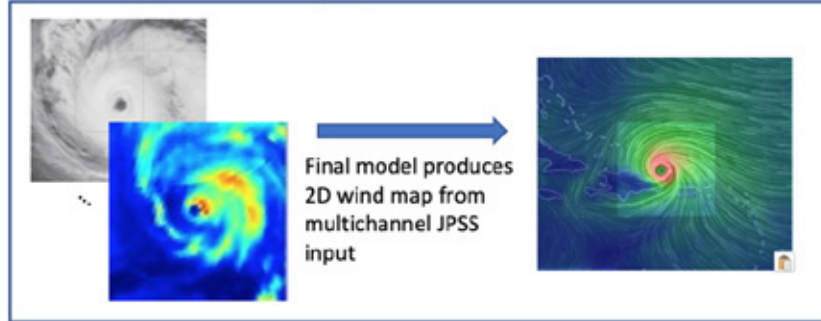 Final model produces
2D wind map from
multichannel JPSS
input